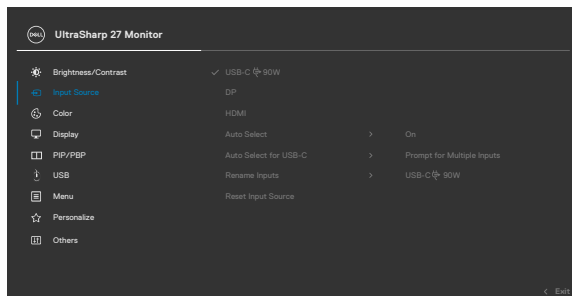 DELL UltraSharp 27 Monitor
Brightness/Contrast
USB-C 90W
Input Source
DP
Color
HDMI
Display
Auto Select > On
PIP/PBP
Auto Select for USB-C > Prompt for Multiple Inputs
USB
Rename Inputs > USB-C 90W
Menu
Reset Input Source
Personalize
Others
< Exit